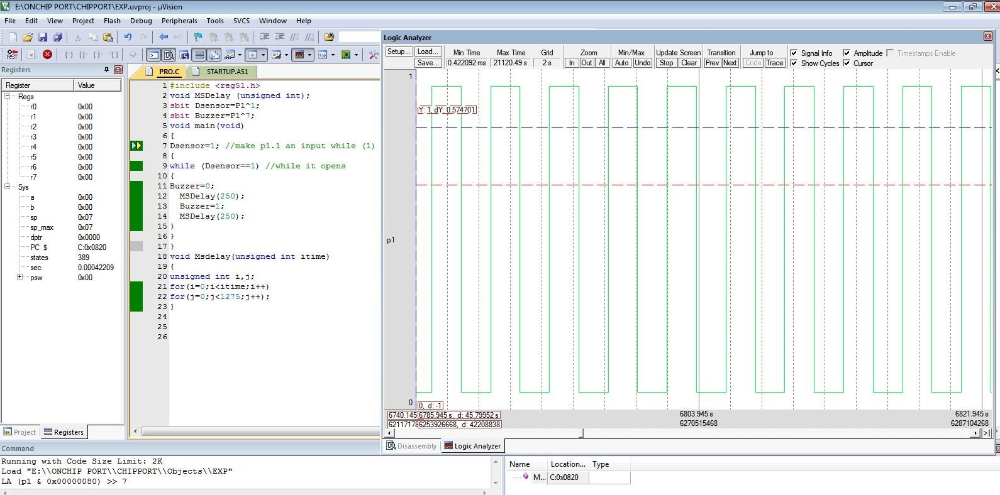 E:\ONCHIP PORT\CHIPPORT\EXP.uvproj - µVision
File Edit View Project Flash Debug Peripherals Tools SVCS Window Help
Registers
Register Value
Regs
r0 0x00
r1 0x00
r2 0x00
r3 0x00
r4 0x00
r5 0x00
r6 0x00
r7 0x00
Sys
a 0x00
b 0x00
sp 0x07
sp_max 0x07
dptr 0x0000
PC $ C:0x0820
states 389
sec 0.00042209
psw 0x00
Project Registers
PRO.C STARTUP.A51
1 #include <reg51.h>
2 void MSDelay (unsigned int);
3 sbit Dsensor=P1^1;
4 sbit Buzzer=P1^7;
5 void main(void)
6 {
7 Dsensor=1; //make p1.1 an input while (1)
8 {
9 while (Dsensor==1) //while it opens
10 {
11 Buzzer=0;
12 MSDelay(250);
13 Buzzer=1;
14 MSDelay(250);
15 }
16 }
17 }
18 void Msdelay(unsigned int itime)
19 {
20 unsigned int i,j;
21 for(i=0;i<itime;i++)
22 for(j=0;j<1275;j++);
23 }
24
25
26
Logic Analyzer
Setup... Load... Min Time Max Time Grid Zoom Min/Max Update Screen Transition Jump to Signal Info Amplitude Timestamps Enable
Save... 0.422092 ms 21120.49 s 2 s In Out All Auto Undo Stop Clear Prev Next Code Trace Show Cycles Cursor
1
Y: 1, dY: 0.574701
p1
0 0, d: -1
6740.145 6785.945 s, d: 45.79952 s 6803.945 s 6821.945 s
62117178 6253926668, d: 42208838 6270515468 6287104268
Disassembly Logic Analyzer
Command
Running with Code Size Limit: 2K
Load "E:\\ONCHIP PORT\\CHIPPORT\\Objects\\EXP"
LA (p1 & 0x00000080) >> 7
Name Location... Type
M... C:0x0820